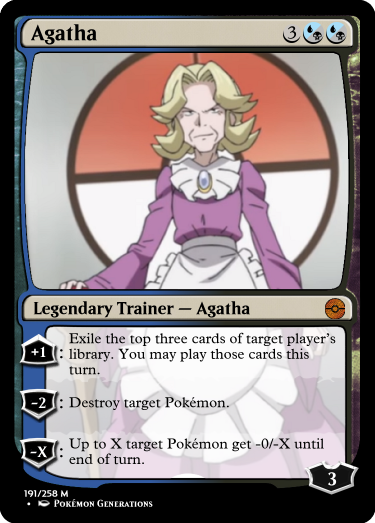 Agatha 3
Legendary Trainer — Agatha
+1: Exile the top three cards of target player's
library. You may play those cards this
turn.
-2: Destroy target Pokémon.
-X: Up to X target Pokémon get -0/-X until
end of turn.
3
191/258 M
• Pokémon Generations